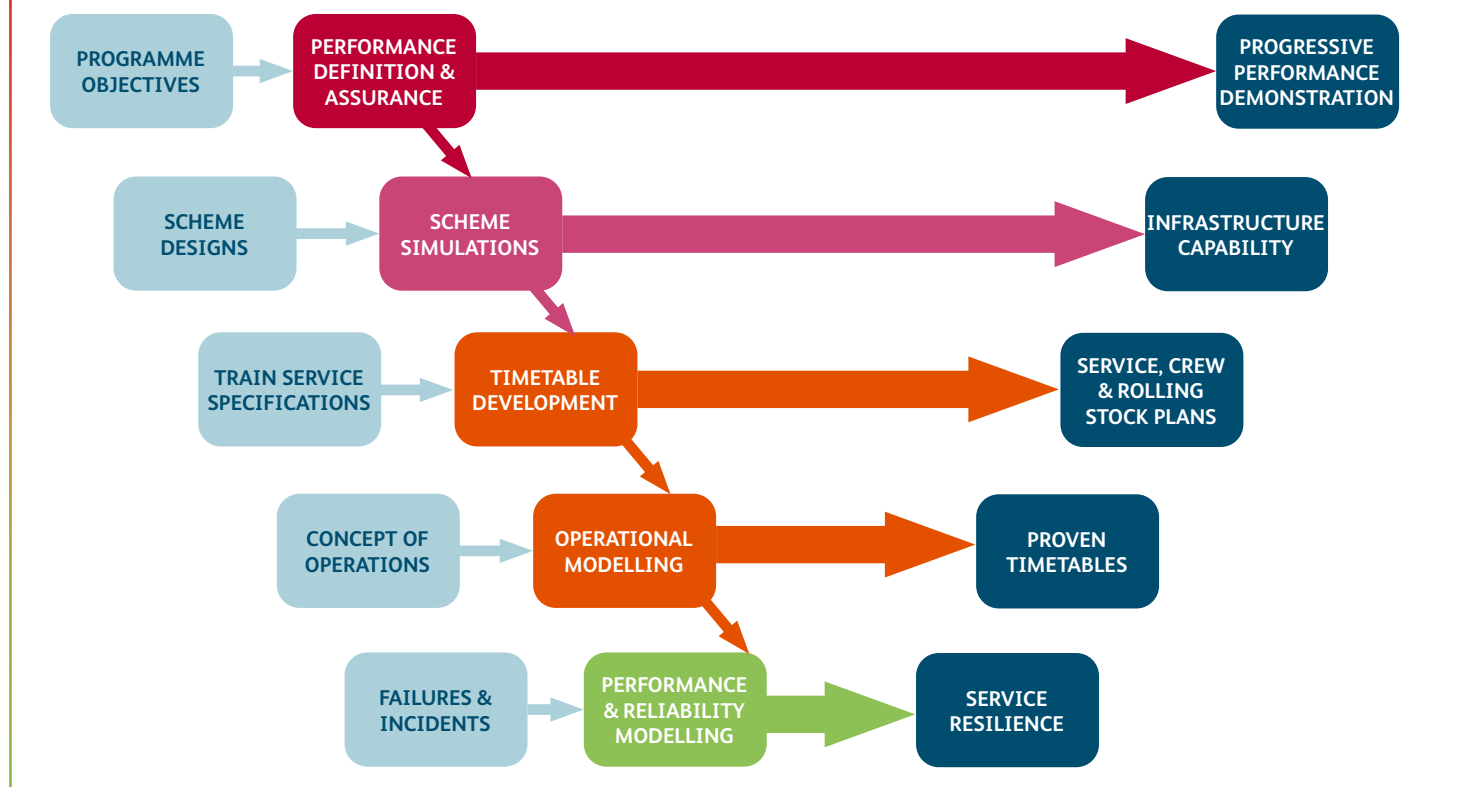 PROGRAMME
OBJECTIVES
PERFORMANCE
DEFINITION &
ASSURANCE
PROGRESSIVE
PERFORMANCE
DEMONSTRATION
SCHEME
DESIGNS
SCHEME
SIMULATIONS
INFRASTRUCTURE
CAPABILITY
TRAIN SERVICE
SPECIFICATIONS
TIMETABLE
DEVELOPMENT
SERVICE, CREW
& ROLLING
STOCK PLANS
CONCEPT OF
OPERATIONS
OPERATIONAL
MODELLING
PROVEN
TIMETABLES
FAILURES &
INCIDENTS
PERFORMANCE
& RELIABILITY
MODELLING
SERVICE
RESILIENCE